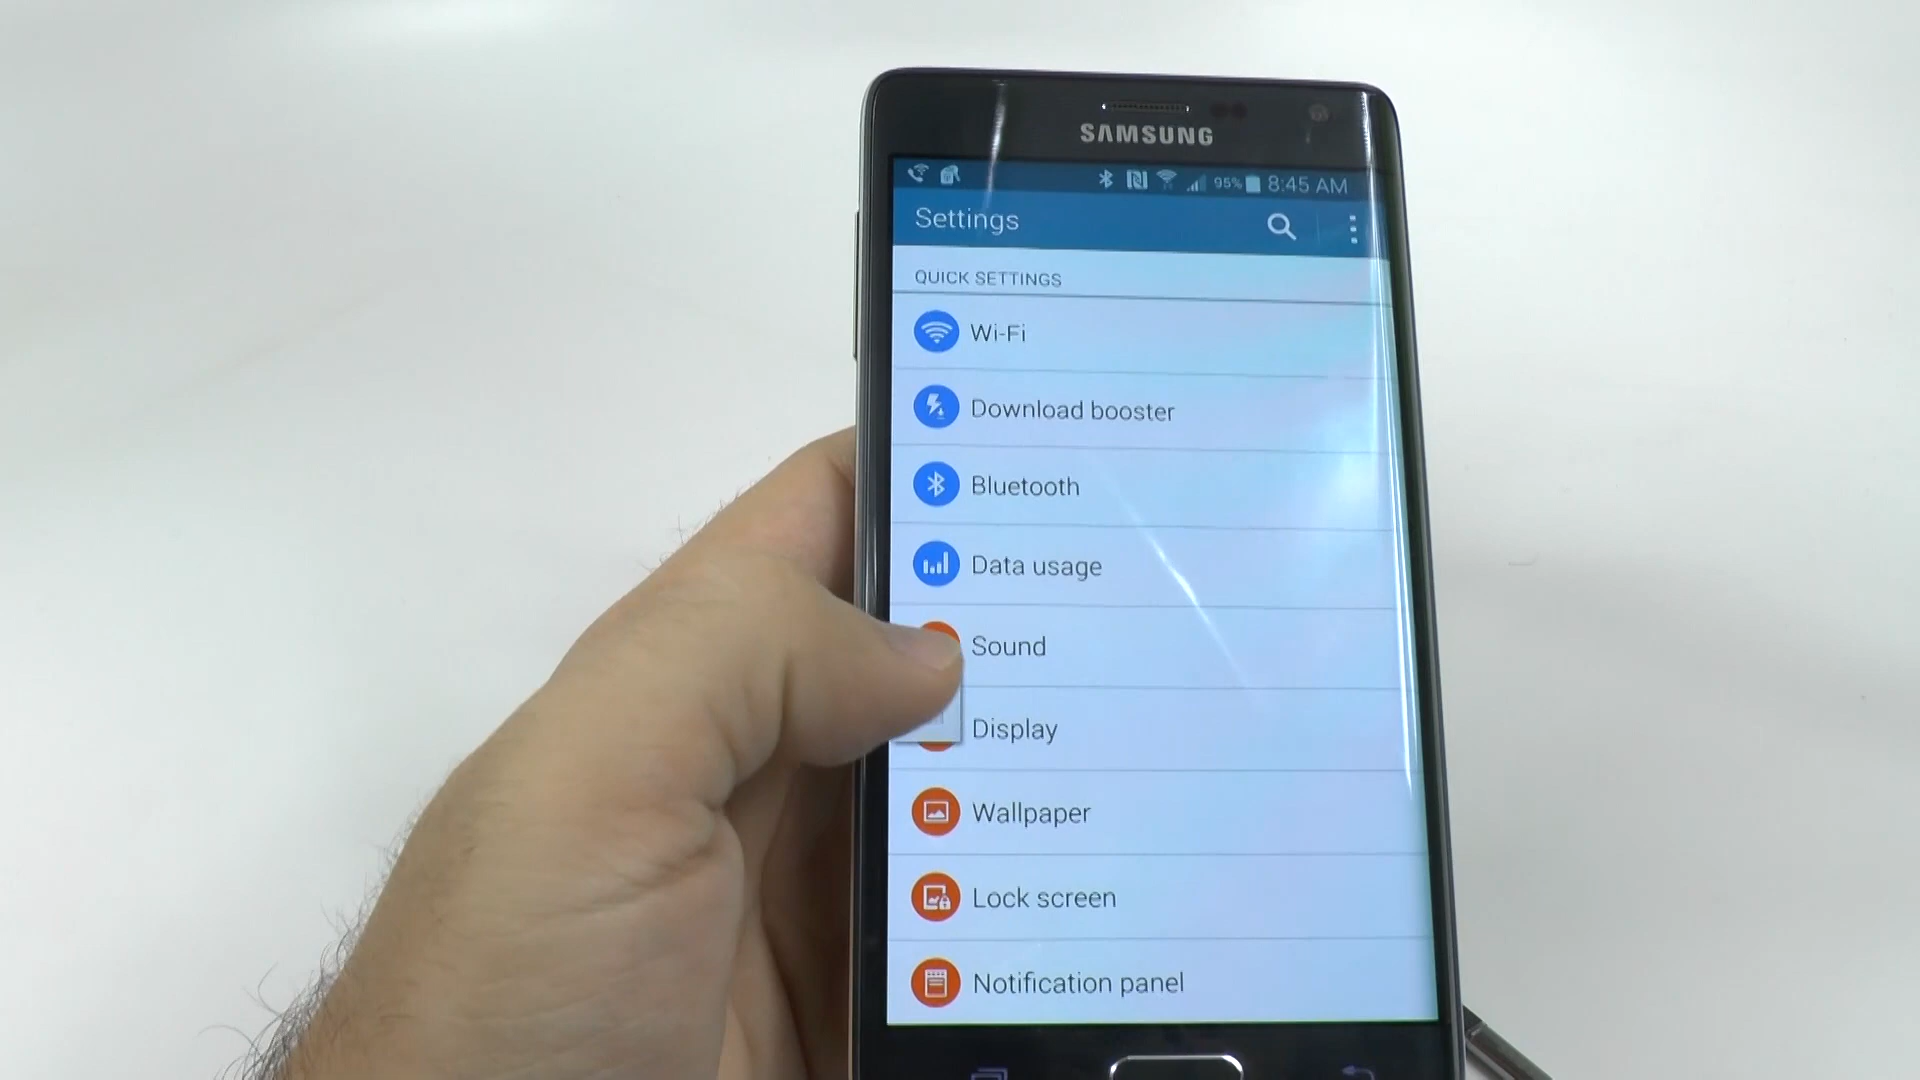 SAMSUNG
95% 8:45 AM
Settings
QUICK SETTINGS
Wi-Fi
Download booster
Bluetooth
Data usage
Sound
Display
Wallpaper
Lock screen
Notification panel